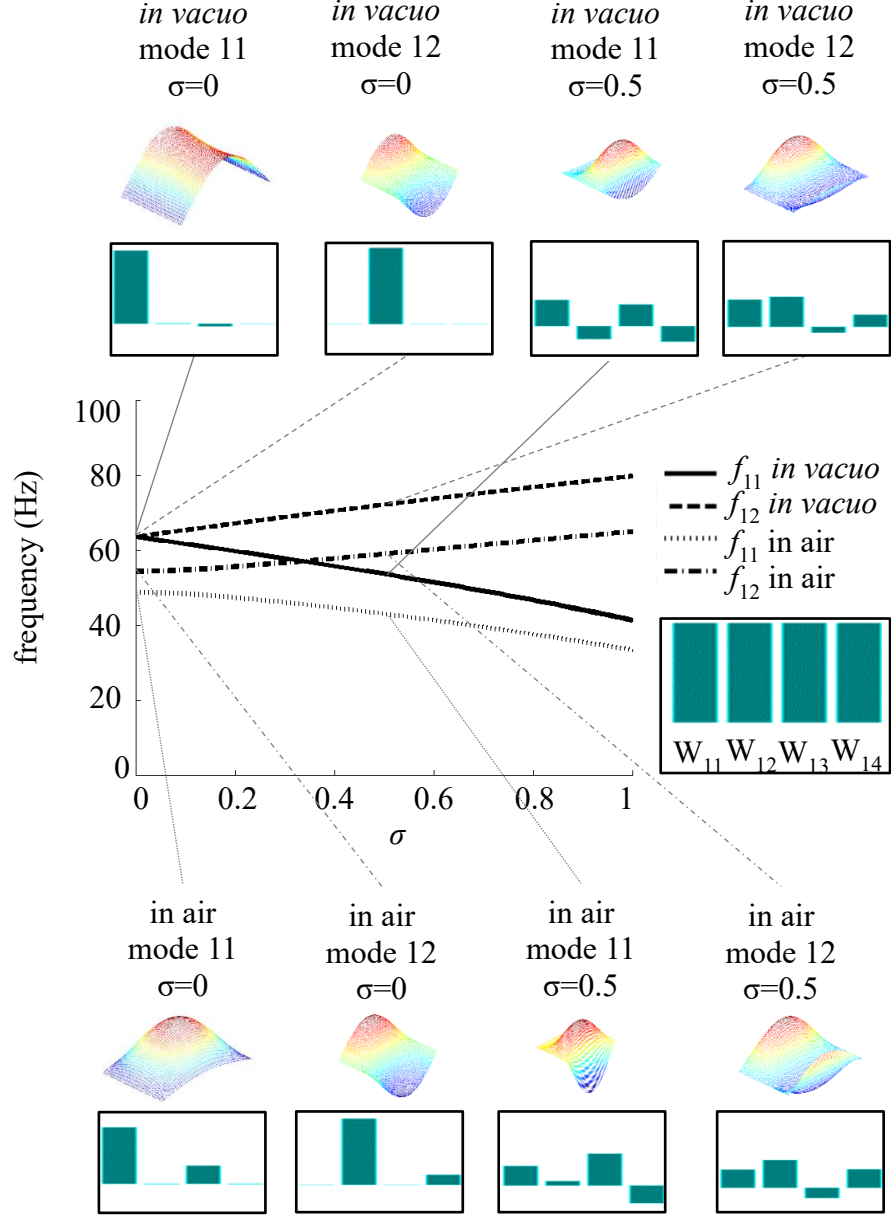 in vacuo
mode 11
σ=0
in vacuo
mode 12
σ=0
in vacuo
mode 11
σ=0.5
in vacuo
mode 12
σ=0.5
frequency (Hz)
100
80
60
40
20
0
0
0.2
0.4
0.6
0.8
1
σ
f11 in vacuo
f12 in vacuo
f11 in air
f12 in air
W11 W12 W13 W14
in air
mode 11
σ=0
in air
mode 12
σ=0
in air
mode 11
σ=0.5
in air
mode 12
σ=0.5